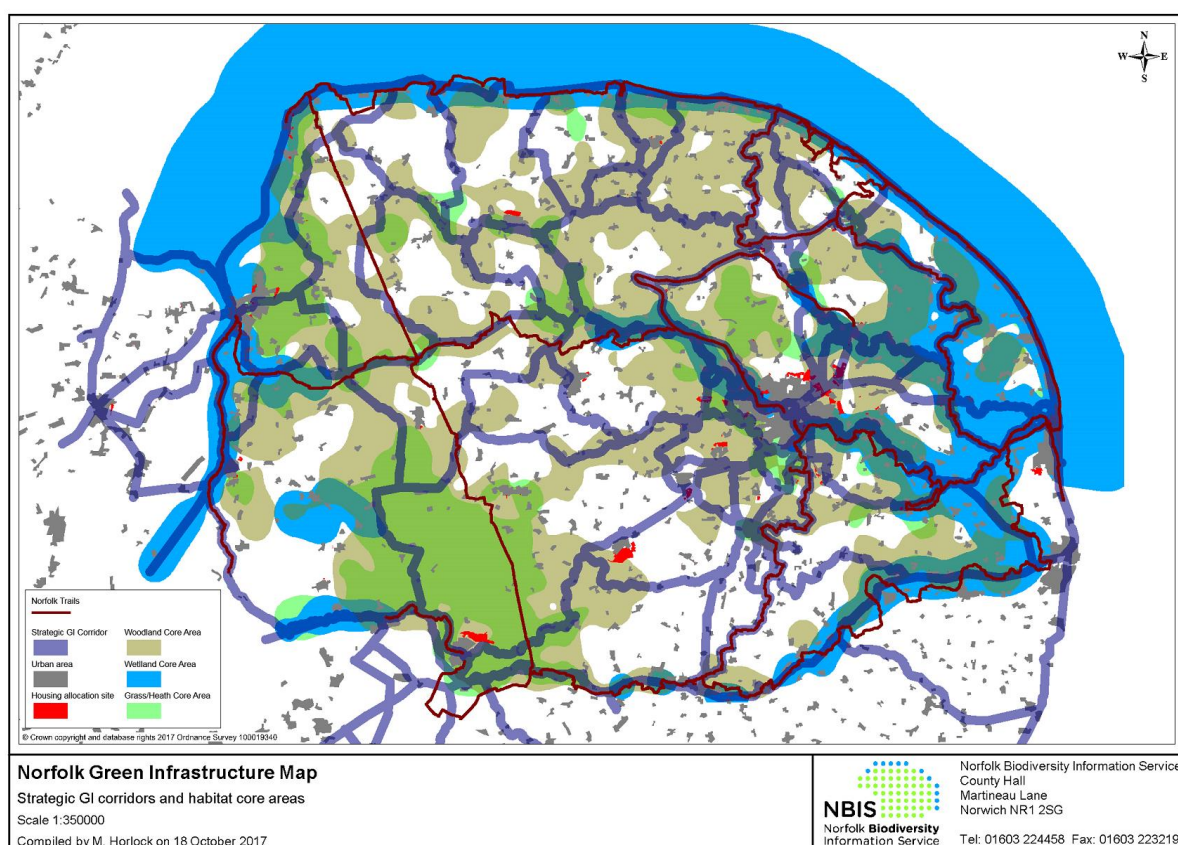 N
W E
S
Norfolk Trails
Strategic GI Corridor
Woodland Core Area
Urban area
Wetland Core Area
Housing allocation site
Grass/Heath Core Area
© Crown copyright and database rights 2017 Ordnance Survey 100019340
Norfolk Green Infrastructure Map
Strategic GI corridors and habitat core areas
Scale 1:350000
Compiled by M. Horlock on 18 October 2017
NBIS
Norfolk Biodiversity
Information Service
Norfolk Biodiversity Information Service
County Hall
Martineau Lane
Norwich NR1 2SG
Tel: 01603 224458 Fax: 01603 223219